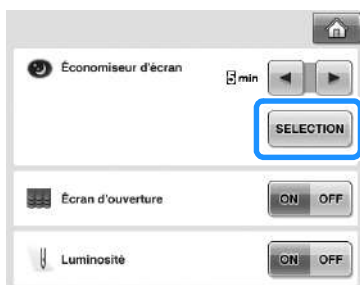 Économiseur d'écran
5 min
SELECTION
Écran d'ouverture
ON OFF
Luminosité
ON OFF